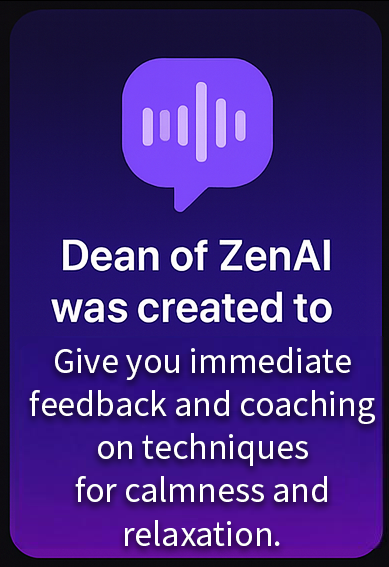 Dean of ZenAI
was created to
Give you immediate
feedback and coaching
on techniques
for calmness and
relaxation.